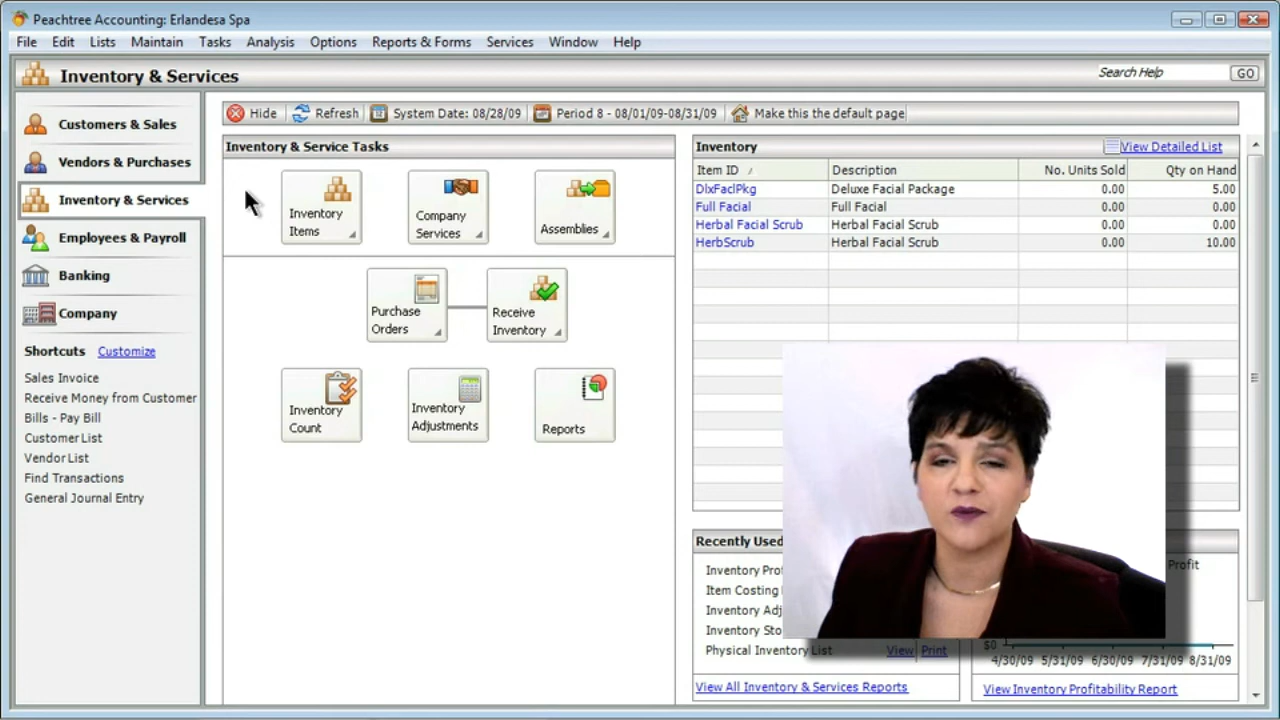 Peachtree Accounting: Erlandesa Spa
File Edit Lists Maintain Tasks Analysis Options Reports & Forms Services Window Help
Inventory & Services
Search Help GO
Customers & Sales
Vendors & Purchases
Inventory & Services
Employees & Payroll
Banking
Company
Shortcuts Customize
Sales Invoice
Receive Money from Customer
Bills - Pay Bill
Customer List
Vendor List
Find Transactions
General Journal Entry
Hide Refresh System Date: 08/28/09 Period 8 - 08/01/09-08/31/09 Make this the default page
Inventory & Service Tasks
Inventory
Items
Company
Services
Assemblies
Purchase
Orders
Receive
Inventory
Inventory
Count
Inventory
Adjustments
Reports
Inventory View Detailed List
Item ID Description No. Units Sold Qty on Hand
DlxFaclPkg Deluxe Facial Package 0.00 5.00
Full Facial Full Facial 0.00 0.00
Herbal Facial Scrub Herbal Facial Scrub 0.00 0.00
HerbScrub Herbal Facial Scrub 0.00 10.00
Recently Used
Inventory Prof
Item Costing
Inventory Adj
Inventory Sto
Physical Inventory List View Print
View All Inventory & Services Reports
Profit
$0
4/30/09 5/31/09 6/30/09 7/31/09 8/31/09
View Inventory Profitability Report